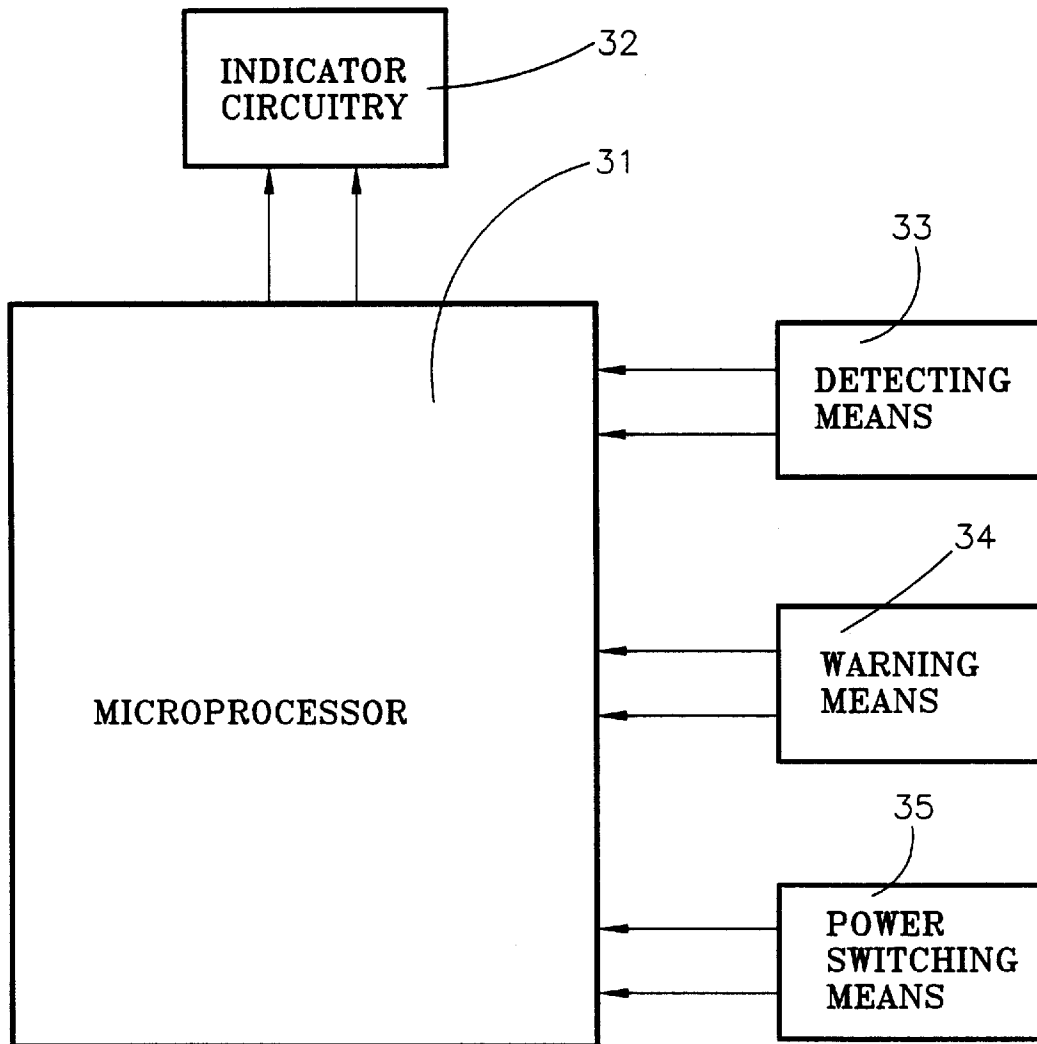 INDICATOR
CIRCUITRY
32
31
33
DETECTING
MEANS
34
WARNING
MEANS
MICROPROCESSOR
35
POWER
SWITCHING
MEANS